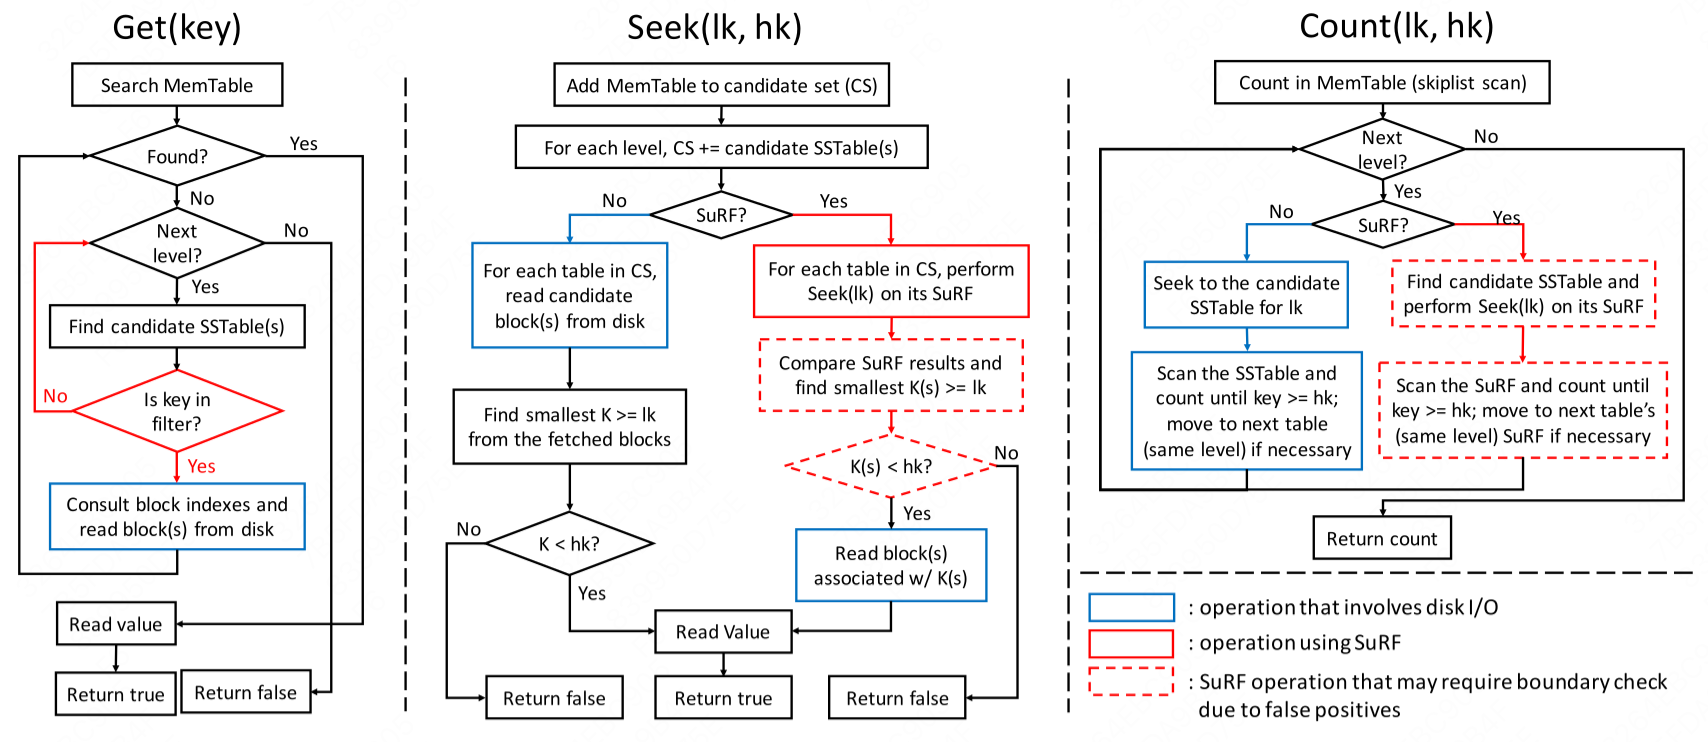 Get(key)
Search MemTable
Found?
Yes
No
Next
level?
No
Yes
Find candidate SSTable(s)
Is key in
filter?
No
Yes
Consult block indexes and
read block(s) from disk
Read value
Return true
Return false
Seek(lk, hk)
Add MemTable to candidate set (CS)
For each level, CS += candidate SSTable(s)
SuRF?
No
Yes
For each table in CS,
read candidate
block(s) from disk
Find smallest K >= lk
from the fetched blocks
K < hk?
No
Yes
For each table in CS, perform
Seek(lk) on its SuRF
Compare SuRF results and
find smallest K(s) >= lk
K(s) < hk?
No
Yes
Read block(s)
associated w/ K(s)
Read Value
Return false
Return true
Return false
Count(lk, hk)
Count in MemTable (skiplist scan)
Next
level?
No
Yes
SuRF?
No
Yes
Seek to the candidate
SSTable for lk
Scan the SSTable and
count until key >= hk;
move to next table
(same level) if necessary
Find candidate SSTable and
perform Seek(lk) on its SuRF
Scan the SuRF and count until
key >= hk; move to next table's
(same level) SuRF if necessary
Return count
: operation that involves disk I/O
: operation using SuRF
: SuRF operation that may require boundary check
due to false positives